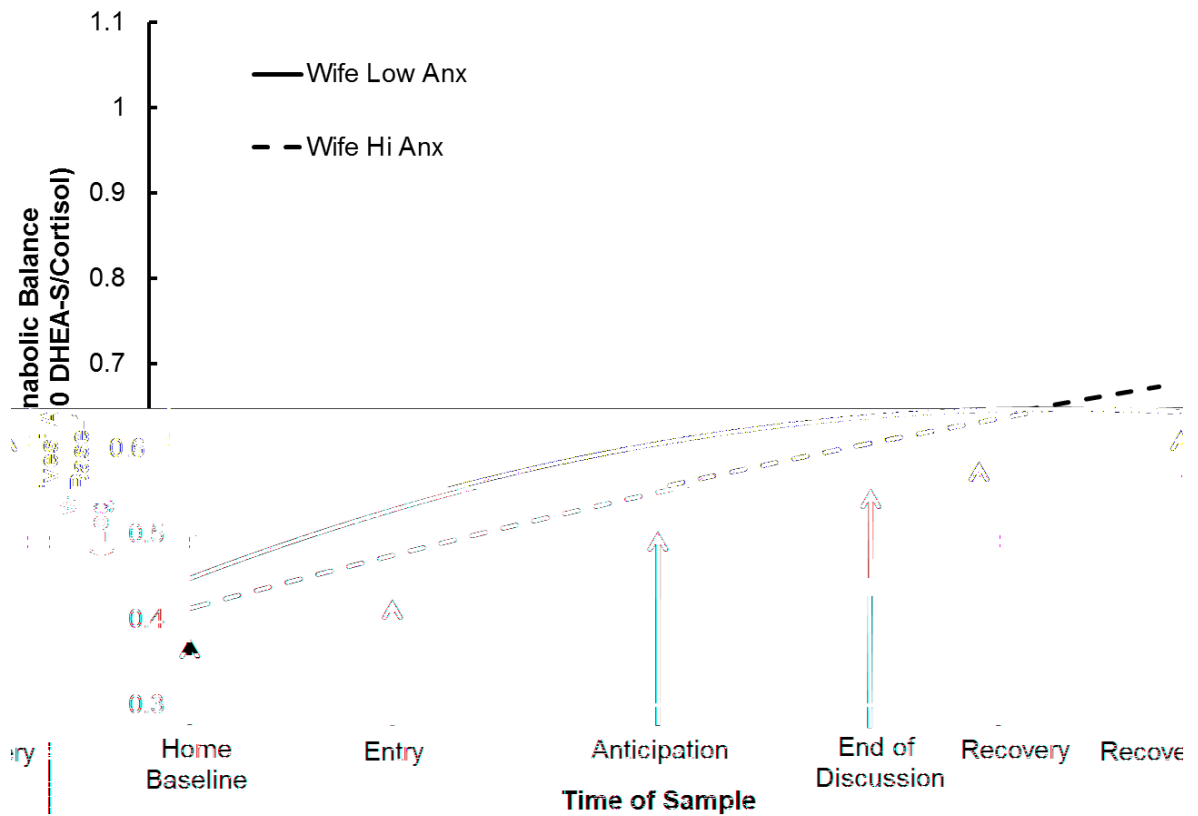 1.1
Wife Low Anx
1
Wife Hi Anx
0.9
0.8
0.7
0.6
0.5
0.4
0.3
nabolic Balance
0 DHEA-S/Cortisol)
ery
Home
Baseline
Entry
Anticipation
End of
Discussion
Recovery
Recove
Time of Sample